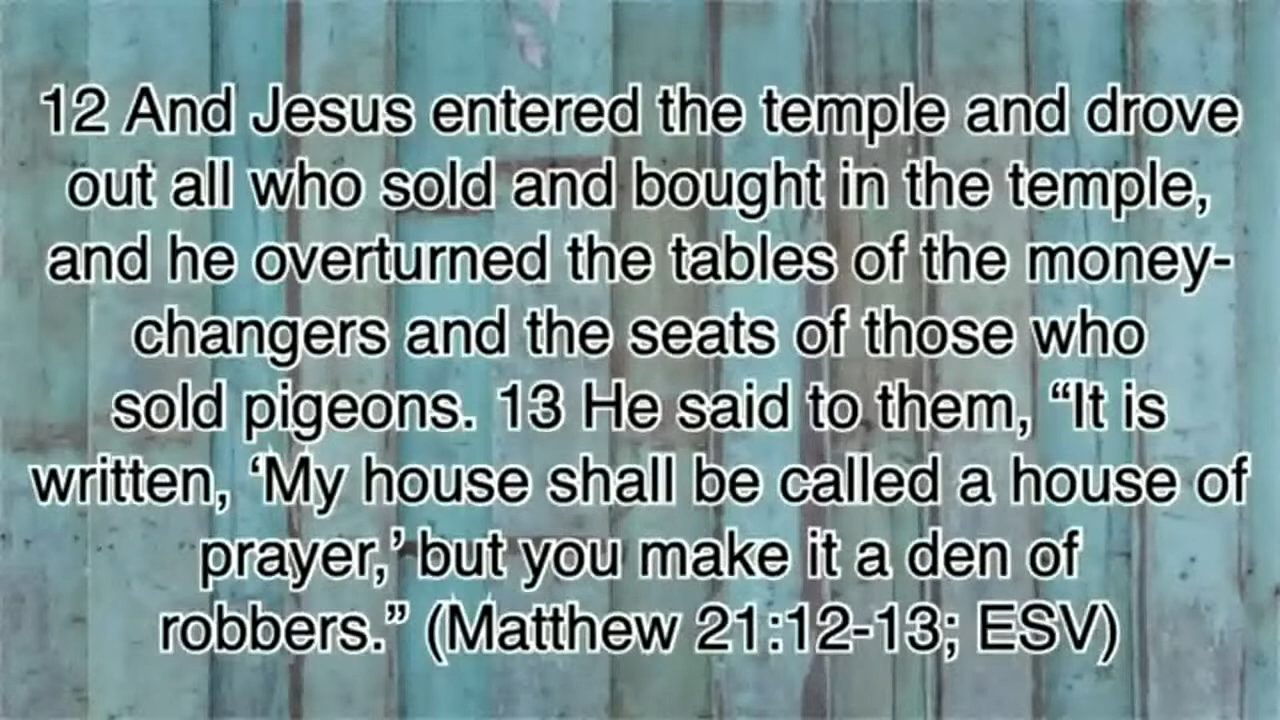 12 And Jesus entered the temple and drove
out all who sold and bought in the temple,
and he overturned the tables of the money-
changers and the seats of those who
sold pigeons. 13 He said to them, “It is
written, ‘My house shall be called a house of
prayer,’ but you make it a den of
robbers.” (Matthew 21:12-13; ESV)